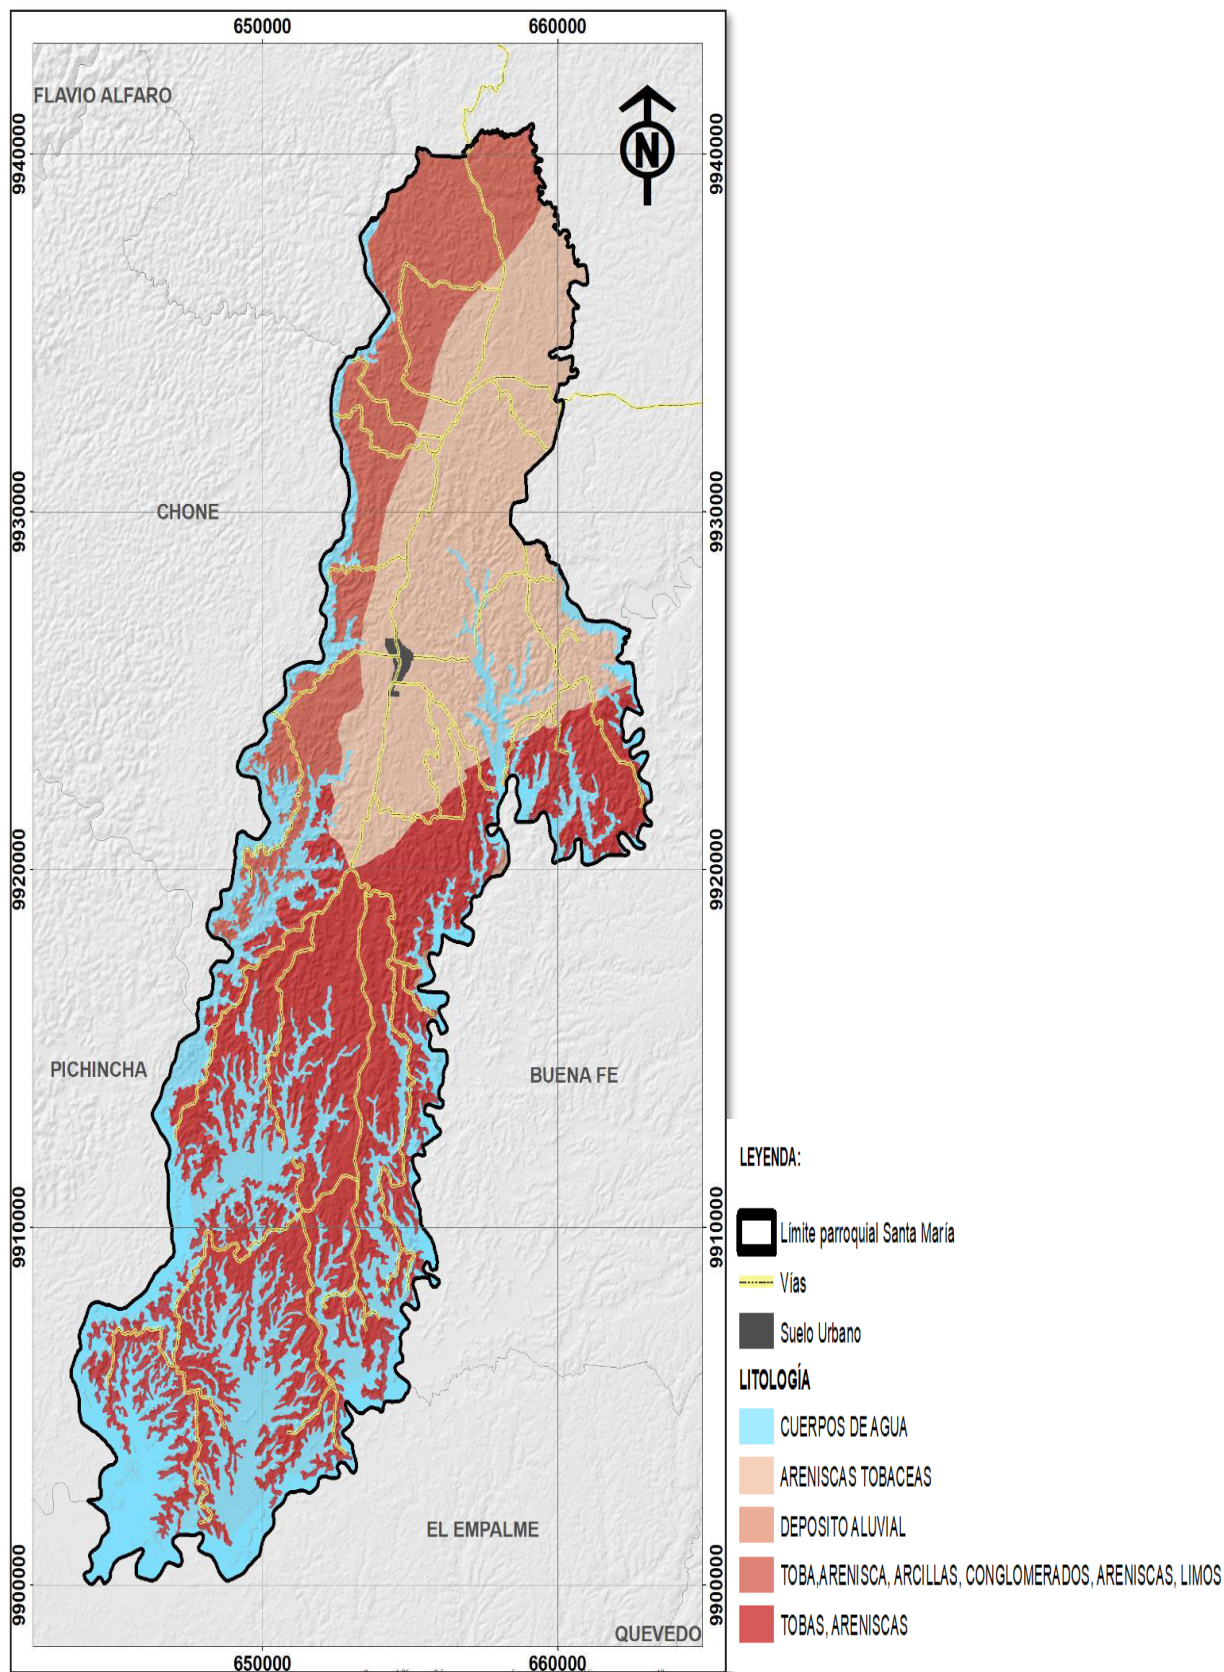 650000 660000
FLAVIO ALFARO
N
9940000 9940000
CHONE
9930000 9930000
9920000 9920000
PICHINCHA
BUENA FE
9910000 9910000
EL EMPALME
9900000 9900000
QUEVEDO
650000 660000
LEYENDA:
Límite parroquial Santa María
Vías
Suelo Urbano
LITOLOGÍA
CUERPOS DE AGUA
ARENISCAS TOBACEAS
DEPOSITO ALUVIAL
TOBA,ARENISCA, ARCILLAS, CONGLOMERADOS, ARENISCAS, LIMOS
TOBAS, ARENISCAS